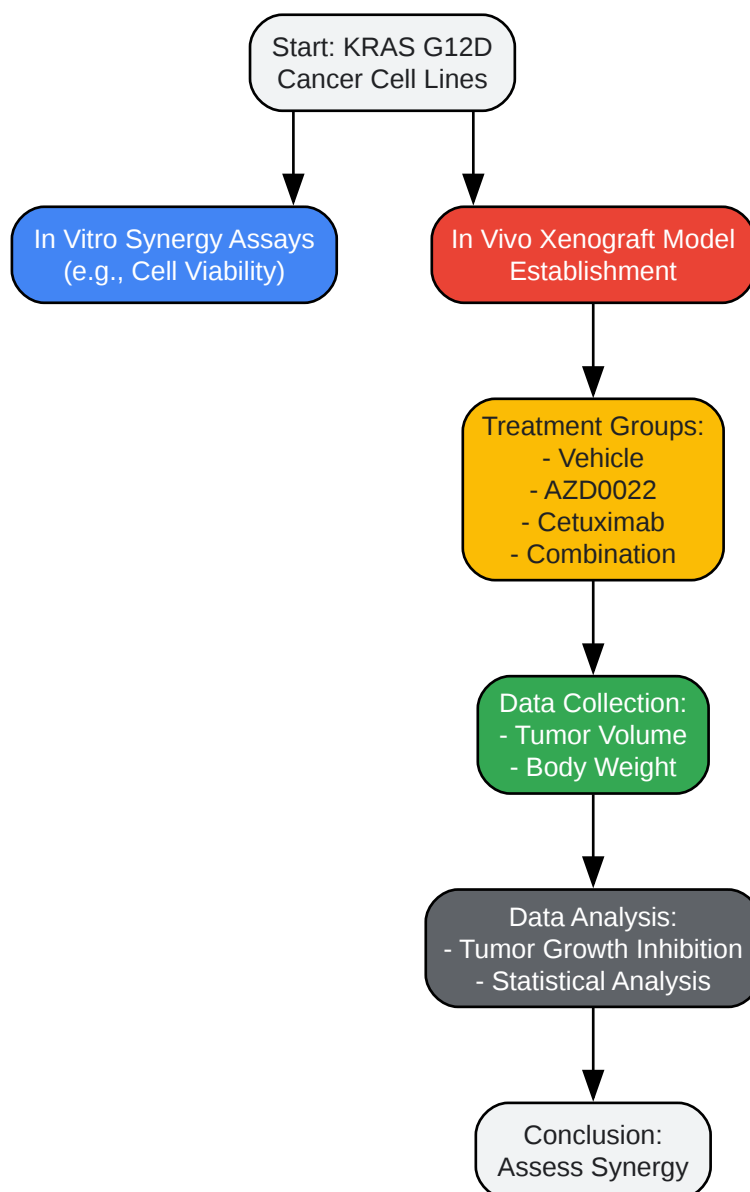 Start: KRAS G12D
Cancer Cell Lines
In Vitro Synergy Assays
(e.g., Cell Viability)
In Vivo Xenograft Model
Establishment
Treatment Groups:
- Vehicle
- AZD0022
- Cetuximab
- Combination
Data Collection:
- Tumor Volume
- Body Weight
Data Analysis:
- Tumor Growth Inhibition
- Statistical Analysis
Conclusion:
Assess Synergy